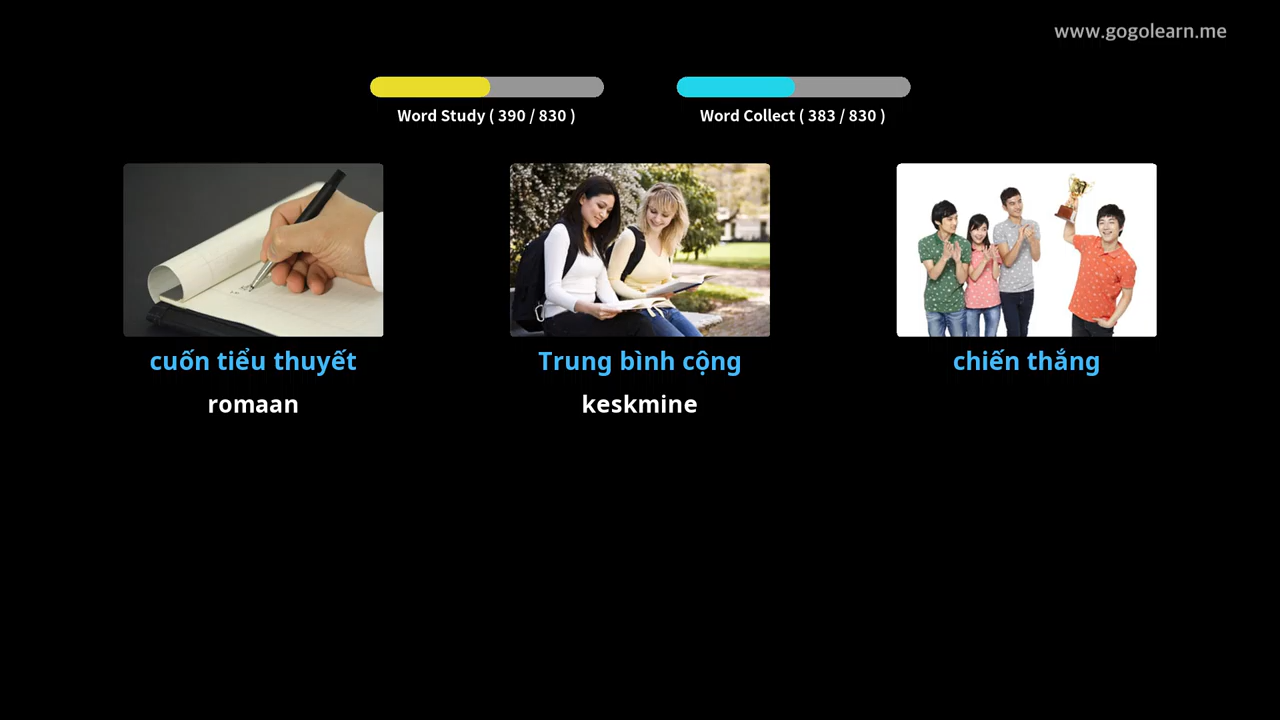 www.gogolearn.me
Word Study ( 390 / 830 )
Word Collect ( 383 / 830 )
cuốn tiểu thuyết
romaan
Trung bình cộng
keskmine
chiến thắng